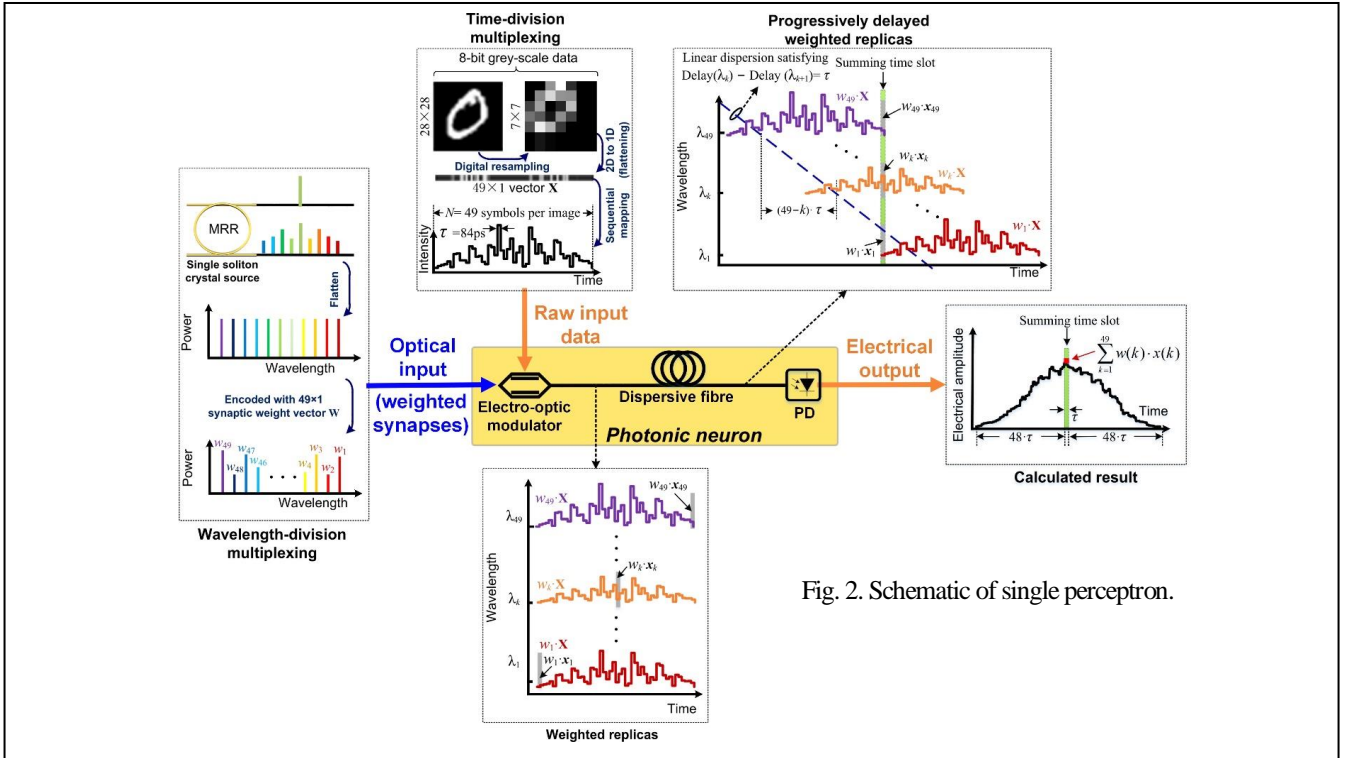 Time-division
multiplexing
8-bit grey-scale data
28×28
7×7
2D to 1D
(flattening)
Digital resampling
49×1 vector X
Sequential
mapping
N= 49 symbols per image
τ =84ps
Intensity
Time
Progressively delayed
weighted replicas
Linear dispersion satisfying
Delay(λk) − Delay (λk+1)= τ
Summing time slot
w49·X
w49·x49
λ49
wk·x k
wk·X
λk
Wavelength
(49−k)· τ
w1·X
w1·x1
λ1
Time
MRR
Single soliton
crystal source
Flatten
Power
Wavelength
Encoded with 49×1
synaptic weight vector W
w49
w47
w3
w1
w48
w46
w4
w2
Power
Wavelength
Wavelength-division
multiplexing
Raw input
data
Optical
input
(weighted
synapses)
Electro-optic
modulator
Dispersive fibre
PD
Photonic neuron
Electrical
output
Summing time slot
49
∑ w(k) · x(k)
k=1
Electrical amplitude
Time
τ
48·τ
48·τ
Calculated result
w49·X
w49·x49
λ49
wk·X
wk·xk
λk
Wavelength
w1·X
w1·x1
λ1
Time
Weighted replicas
Fig. 2. Schematic of single perceptron.